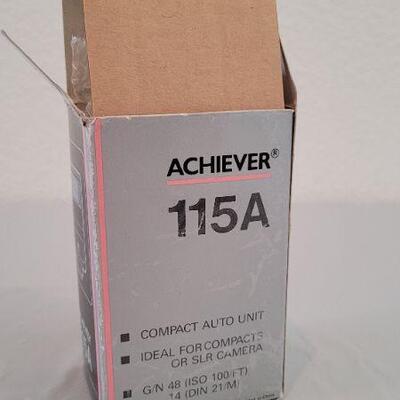 ACHIEVER®
115A
■ COMPACT AUTO UNIT
■ IDEAL FOR COMPACTS
OR SLR CAMERA
■ G/N 48 (ISO 100/FT)
14 (DIN 21/M)